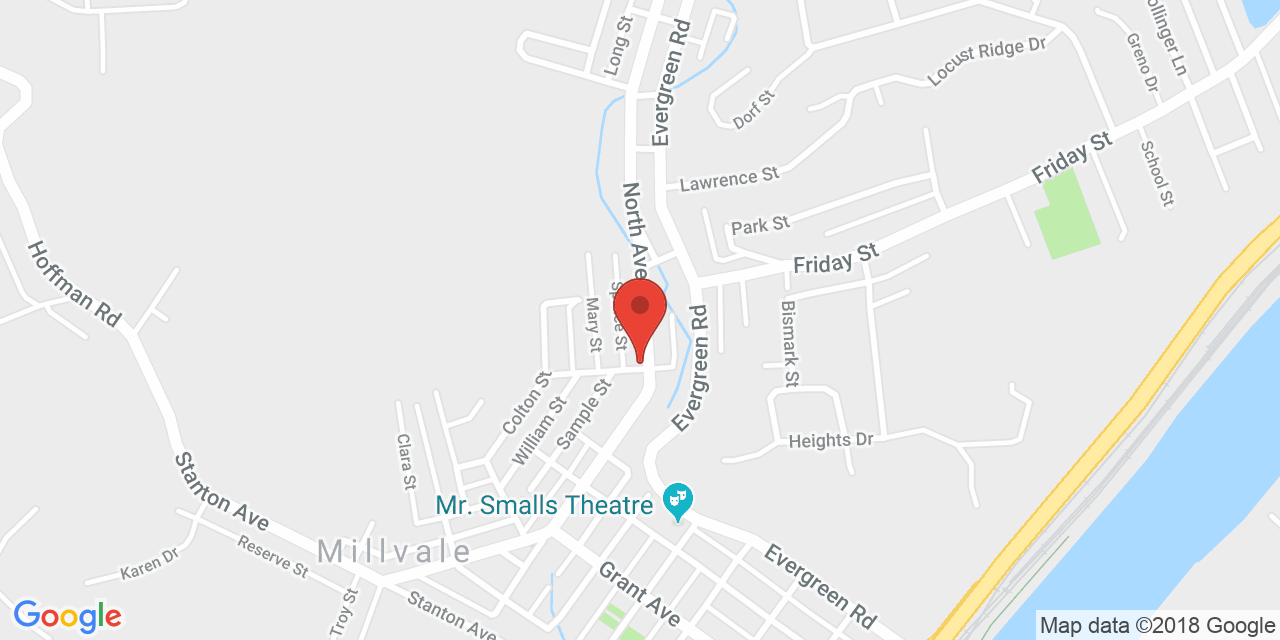 Long St
Evergreen Rd
Dorf St
Locust Ridge Dr
Greno Dr
Ln
Friday St
School St
Lawrence St
North Ave
Park St
Friday St
Hoffman Rd
Mary St
St
Evergreen Rd
Bismark St
Colton St
William St
Sample St
Clara St
Heights Dr
Stanton Ave
Mr. Smalls Theatre
Millvale
Karen Dr
Reserve St
Troy St
Stanton Ave
Grant Ave
Evergreen Rd
Google
Map data ©2018 Google